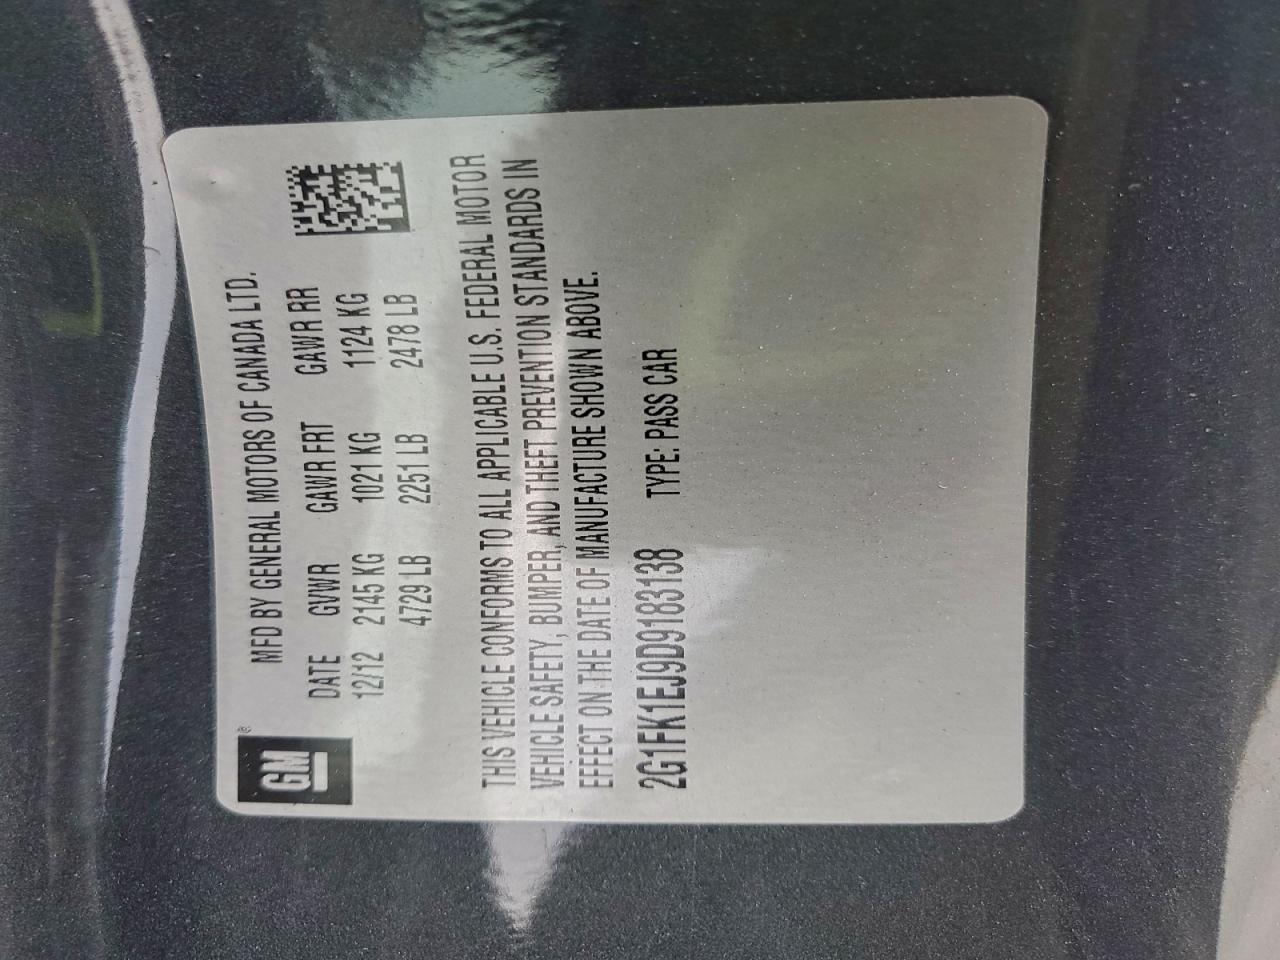 GM ®
MFD BY GENERAL MOTORS OF CANADA LTD.
DATE GVWR GAWR FRT GAWR RR
12/12 2145 KG 1021 KG 1124 KG
4729 LB 2251 LB 2478 LB
THIS VEHICLE CONFORMS TO ALL APPLICABLE U.S. FEDERAL MOTOR
VEHICLE SAFETY, BUMPER, AND THEFT PREVENTION STANDARDS IN
EFFECT ON THE DATE OF MANUFACTURE SHOWN ABOVE.
2G1FK1EJ9D9183138 TYPE: PASS CAR